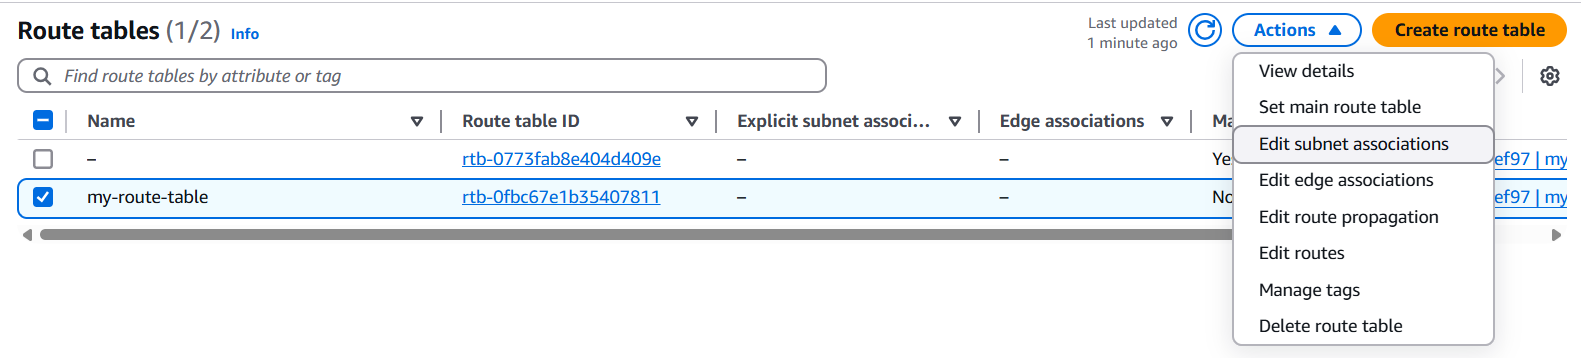 Route tables (1/2) Info
Last updated
1 minute ago
Actions
Create route table
Find route tables by attribute or tag
View details
Set main route table
Edit subnet associations
Edit edge associations
Edit route propagation
Edit routes
Manage tags
Delete route table
Name Route table ID Explicit subnet associ... Edge associations Ma
– rtb-0773fab8e404d409e – – Ye ef97 | my
my-route-table rtb-0fbc67e1b35407811 – – No ef97 | my